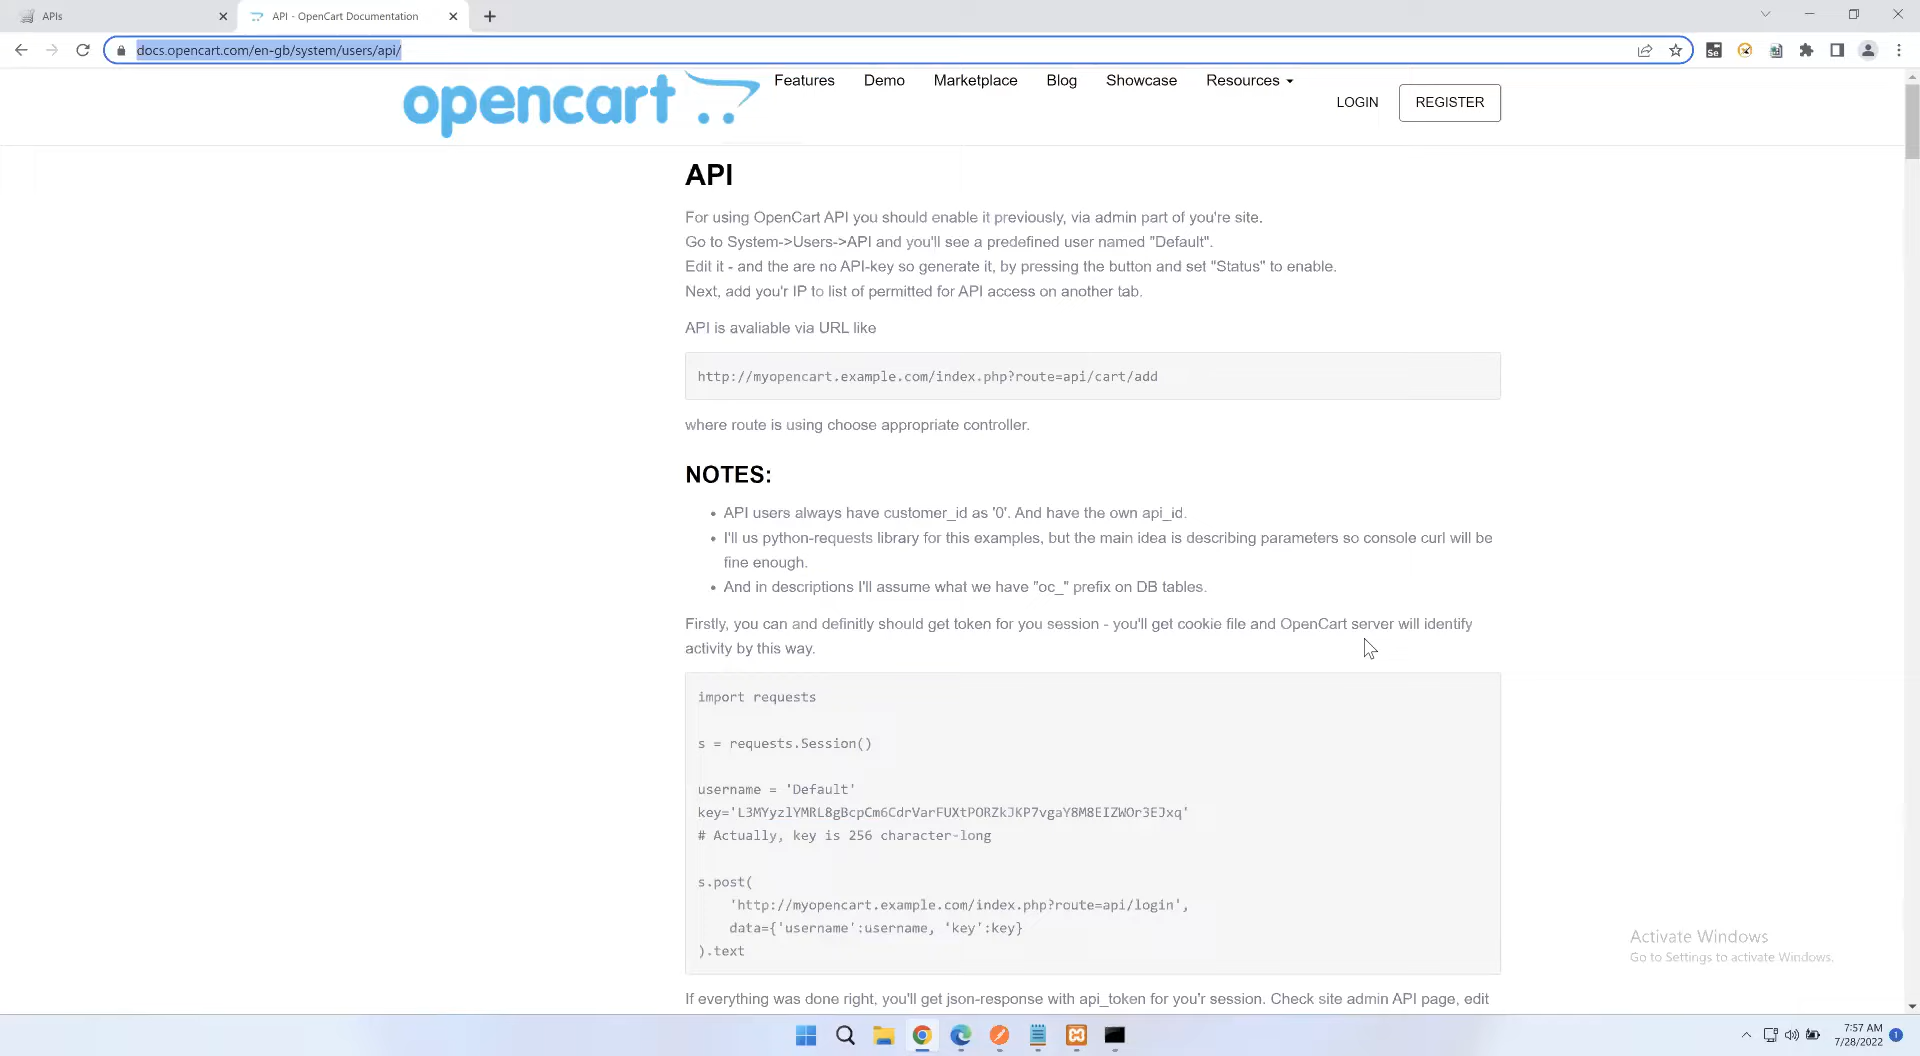 APIs
API - OpenCart Documentation
docs.opencart.com/en-gb/system/users/api/
opencart
Features Demo Marketplace Blog Showcase Resources
LOGIN REGISTER
API
For using OpenCart API you should enable it previously, via admin part of you're site.
Go to System->Users->API and you'll see a predefined user named "Default".
Edit it - and the are no API-key so generate it, by pressing the button and set "Status" to enable.
Next, add you'r IP to list of permitted for API access on another tab.
API is avaliable via URL like
http://myopencart.example.com/index.php?route=api/cart/add
where route is using choose appropriate controller.
NOTES:
• API users always have customer_id as '0'. And have the own api_id.
• I'll us python-requests library for this examples, but the main idea is describing parameters so console curl will be
fine enough.
• And in descriptions I'll assume what we have "oc_" prefix on DB tables.
Firstly, you can and definitly should get token for you session - you'll get cookie file and OpenCart server will identify
activity by this way.
import requests
s = requests.Session()
username = 'Default'
key='L3MYyzlYMRL8gBcpCm6CdrVarFUXtPORZkJKP7vgaY8M8EIZWOr3EJxq'
# Actually, key is 256 character-long
s.post(
'http://myopencart.example.com/index.php?route=api/login',
data={'username':username, 'key':key}
).text
If everything was done right, you'll get json-response with api_token for you'r session. Check site admin API page, edit
Activate Windows
Go to Settings to activate Windows.
7:57 AM
7/28/2022
1